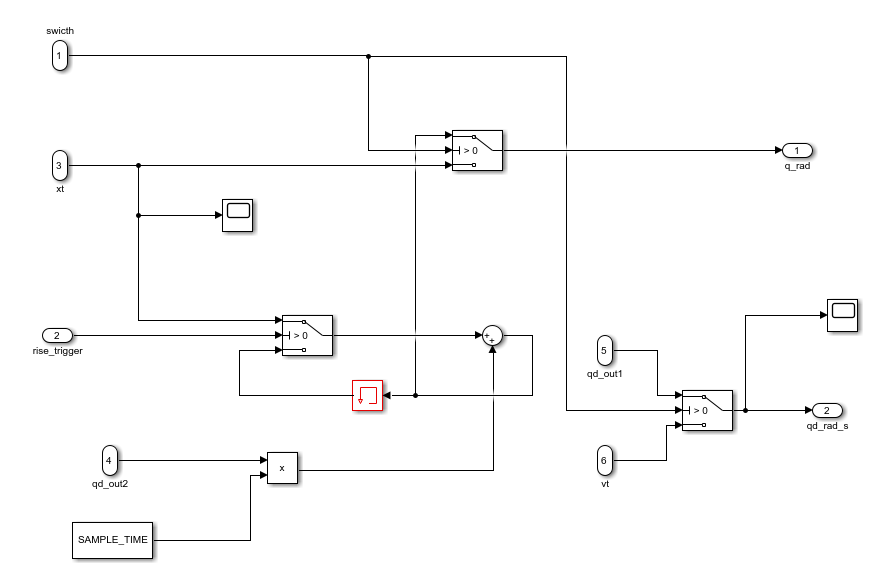 swicth
1
3
xt
> 0
1
q_rad
2
rise_trigger
> 0
+
+
5
qd_out1
> 0
2
qd_rad_s
4
qd_out2
x
6
vt
SAMPLE_TIME